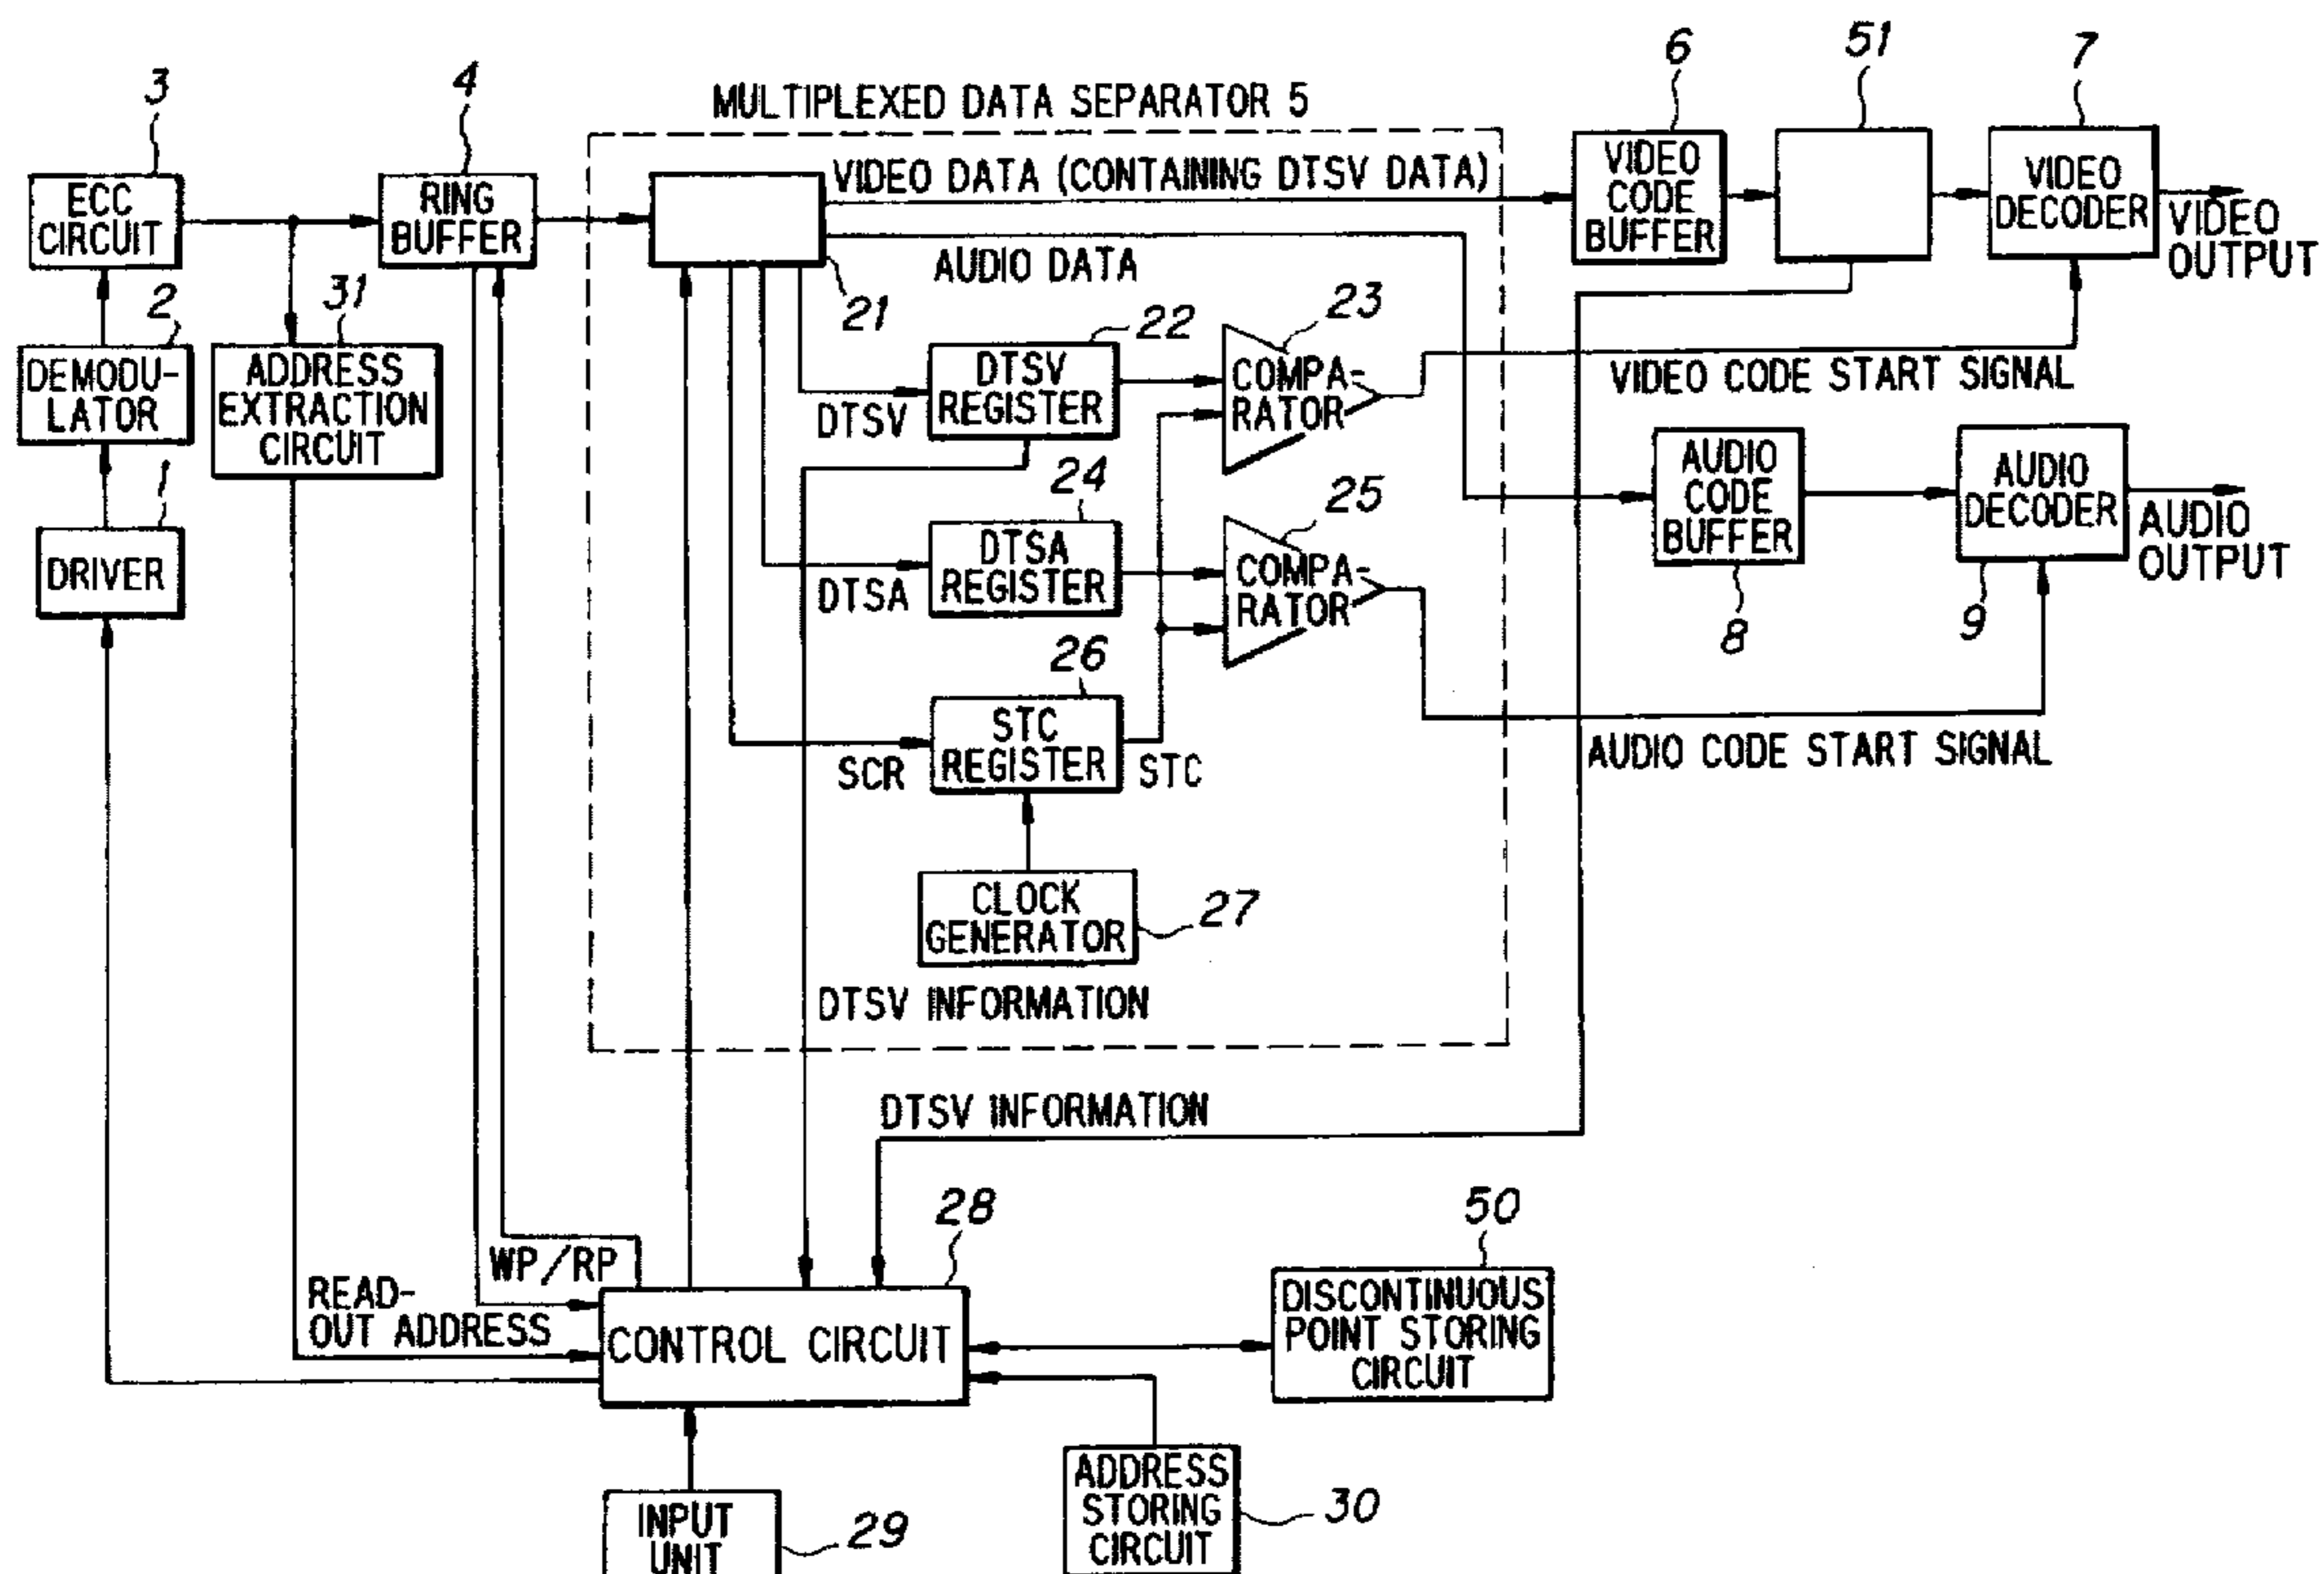 3
4
MULTIPLEXED DATA SEPARATOR 5
6
51
7
ECC
CIRCUIT
RING
BUFFER
VIDEO DATA (CONTAINING DTSV DATA)
VIDEO
CODE
BUFFER
VIDEO
DECODER
VIDEO
OUTPUT
AUDIO DATA
21
2
31
DEMODU-
LATOR
ADDRESS
EXTRACTION
CIRCUIT
22
23
DTSV
DTSV
REGISTER
COMPA-
RATOR
VIDEO CODE START SIGNAL
1
DRIVER
24
25
DTSA
DTSA
REGISTER
COMPA-
RATOR
AUDIO
CODE
BUFFER
8
AUDIO
DECODER
9
AUDIO
OUTPUT
26
SCR
STC
REGISTER
STC
AUDIO CODE START SIGNAL
CLOCK
GENERATOR
27
DTSV INFORMATION
DTSV INFORMATION
28
50
WP/RP
READ-
OUT ADDRESS
CONTROL CIRCUIT
DISCONTINUOUS
POINT STORING
CIRCUIT
INPUT
UNIT
29
ADDRESS
STORING
CIRCUIT
30